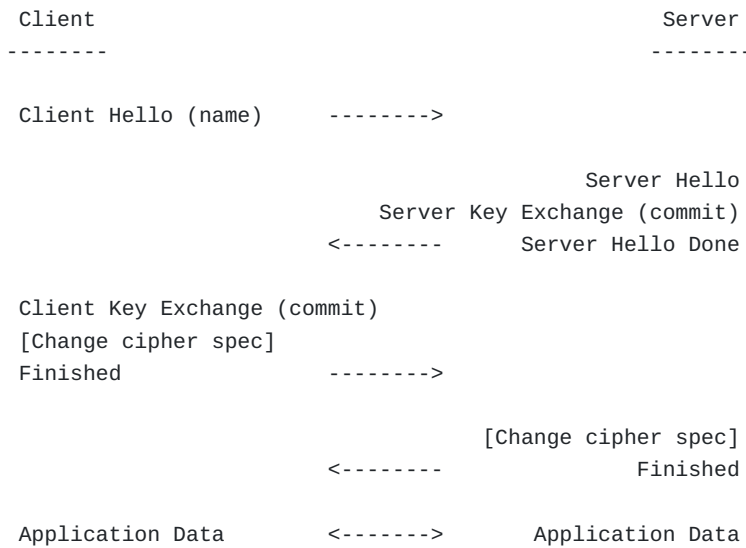 Client                                                    Server
--------                                                 --------
Client Hello (name)      -------->
Server Hello
Server Key Exchange (commit)
<--------      Server Hello Done
Client Key Exchange (commit)
[Change cipher spec]
Finished                 -------->
[Change cipher spec]
<--------               Finished
Application Data         <------->       Application Data